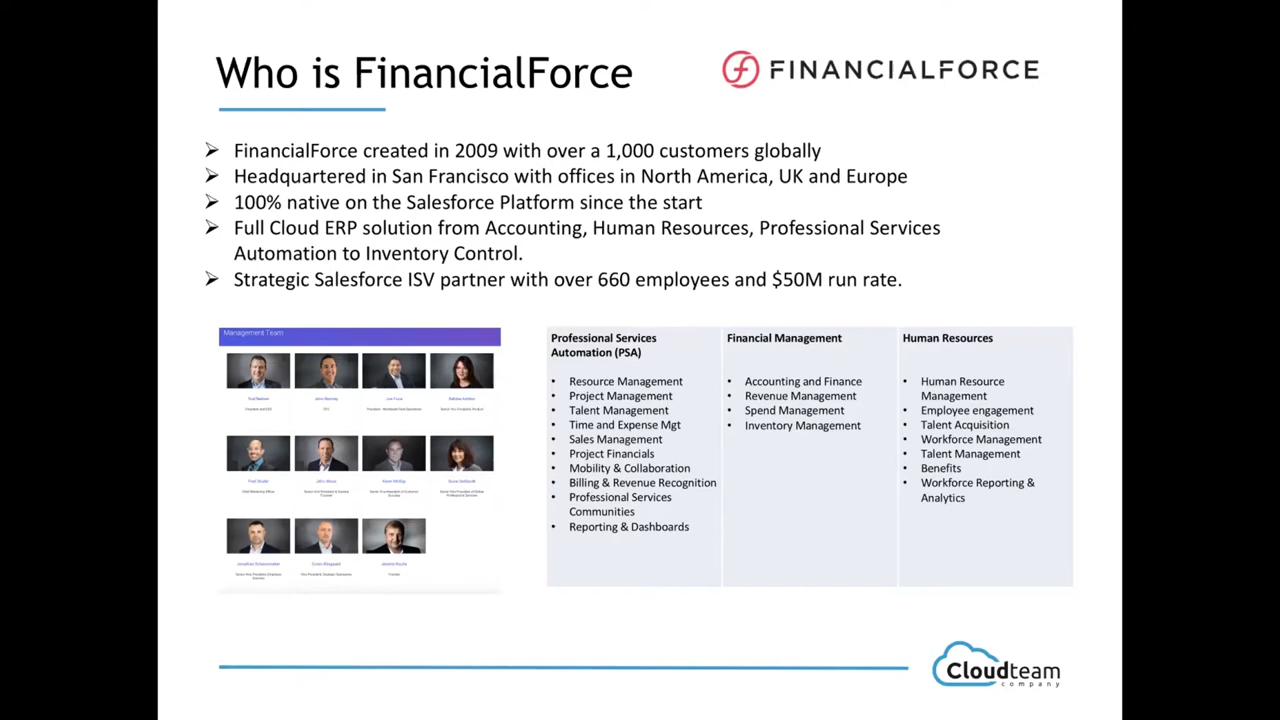 Who is FinancialForce
FINANCIALFORCE
FinancialForce created in 2009 with over a 1,000 customers globally
Headquartered in San Francisco with offices in North America, UK and Europe
100% native on the Salesforce Platform since the start
Full Cloud ERP solution from Accounting, Human Resources, Professional Services
Automation to Inventory Control.
Strategic Salesforce ISV partner with over 660 employees and $50M run rate.
Management Team
Professional Services
Automation (PSA)
Resource Management
Project Management
Talent Management
Time and Expense Mgt
Sales Management
Project Financials
Mobility & Collaboration
Billing & Revenue Recognition
Professional Services
Communities
Reporting & Dashboards
Financial Management
Accounting and Finance
Revenue Management
Spend Management
Inventory Management
Human Resources
Human Resource
Management
Employee engagement
Talent Acquisition
Workforce Management
Talent Management
Benefits
Workforce Reporting &
Analytics
Cloudteam
company